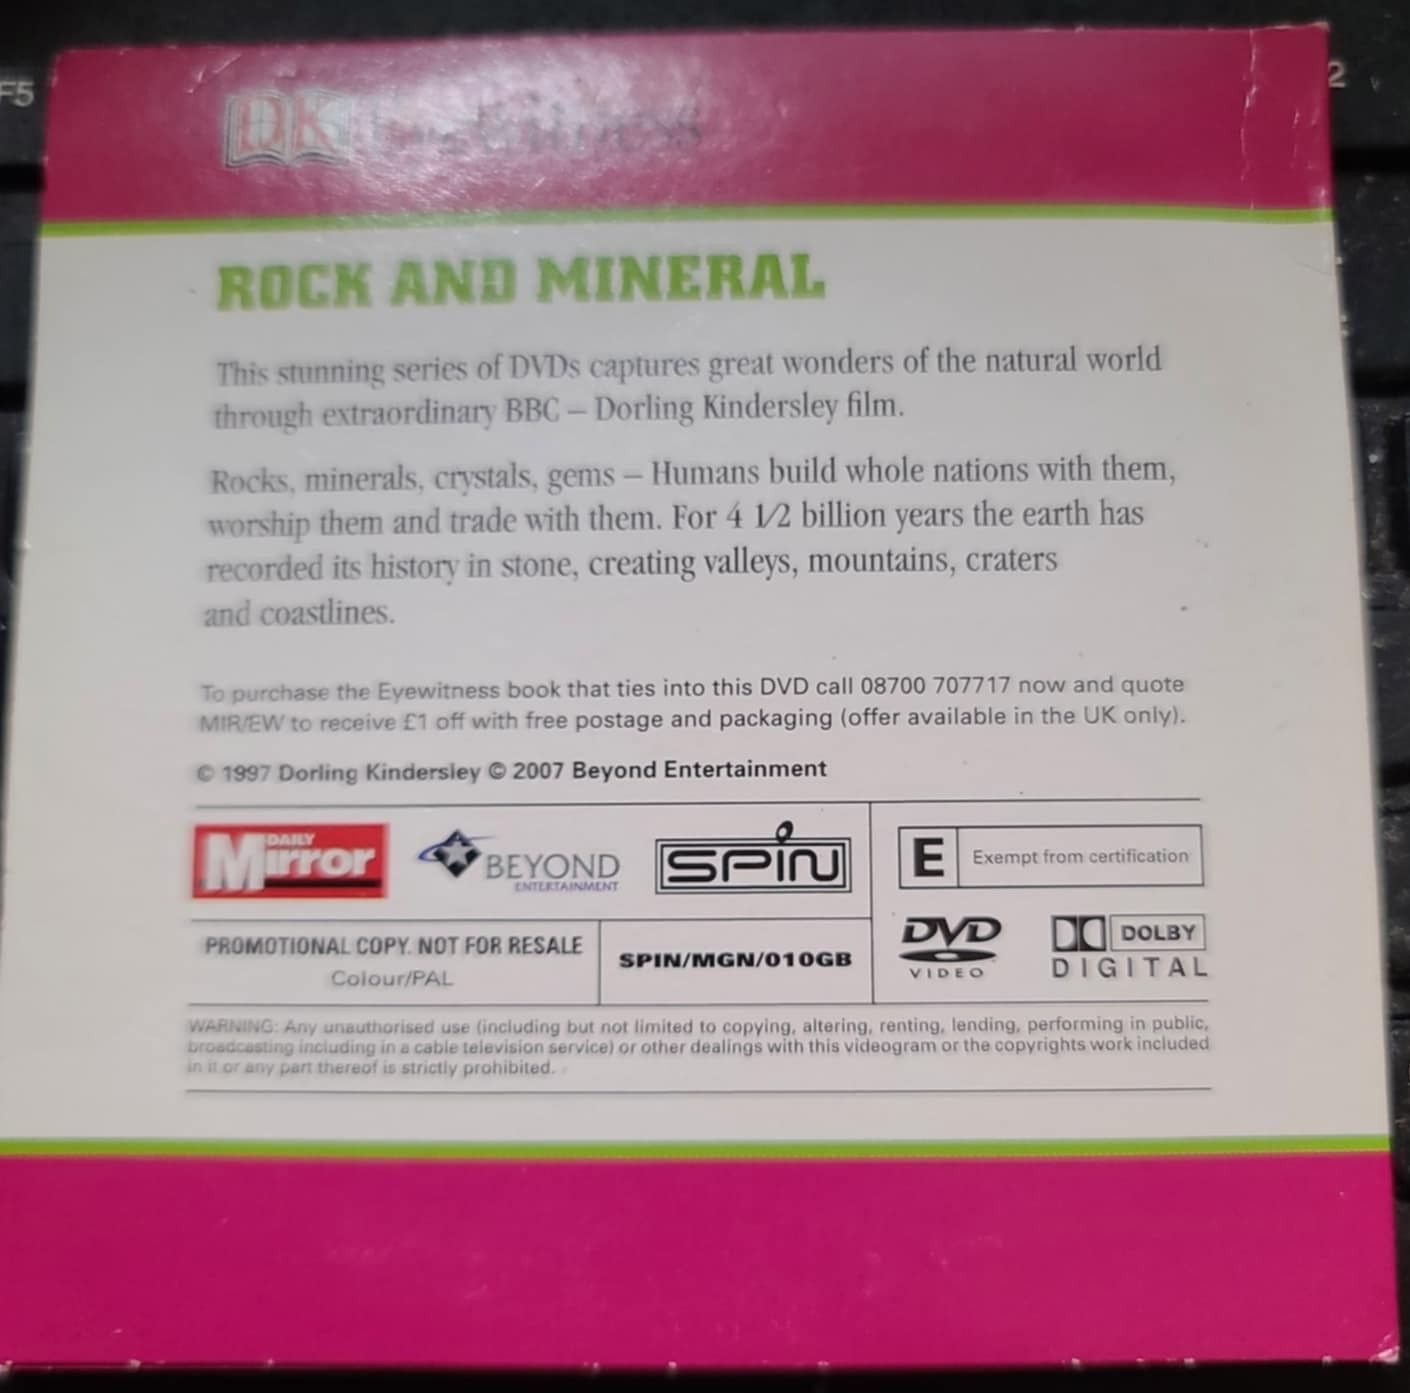 F5
2
DK Eyewitness
ROCK AND MINERAL
This stunning series of DVDs captures great wonders of the natural world
through extraordinary BBC – Dorling Kindersley film.
Rocks, minerals, crystals, gems – Humans build whole nations with them,
worship them and trade with them. For 4 1/2 billion years the earth has
recorded its history in stone, creating valleys, mountains, craters
and coastlines.
To purchase the Eyewitness book that ties into this DVD call 08700 707717 now and quote
MIR/EW to receive £1 off with free postage and packaging (offer available in the UK only).
© 1997 Dorling Kindersley © 2007 Beyond Entertainment
DAILY
Mirror
BEYOND
ENTERTAINMENT
SPIN
E Exempt from certification
PROMOTIONAL COPY. NOT FOR RESALE
Colour/PAL
SPIN/MGN/010GB
DVD
VIDEO
DOLBY
DIGITAL
WARNING: Any unauthorised use (including but not limited to copying, altering, renting, lending, performing in public,
broadcasting including in a cable television service) or other dealings with this videogram or the copyrights work included
in it or any part thereof is strictly prohibited.